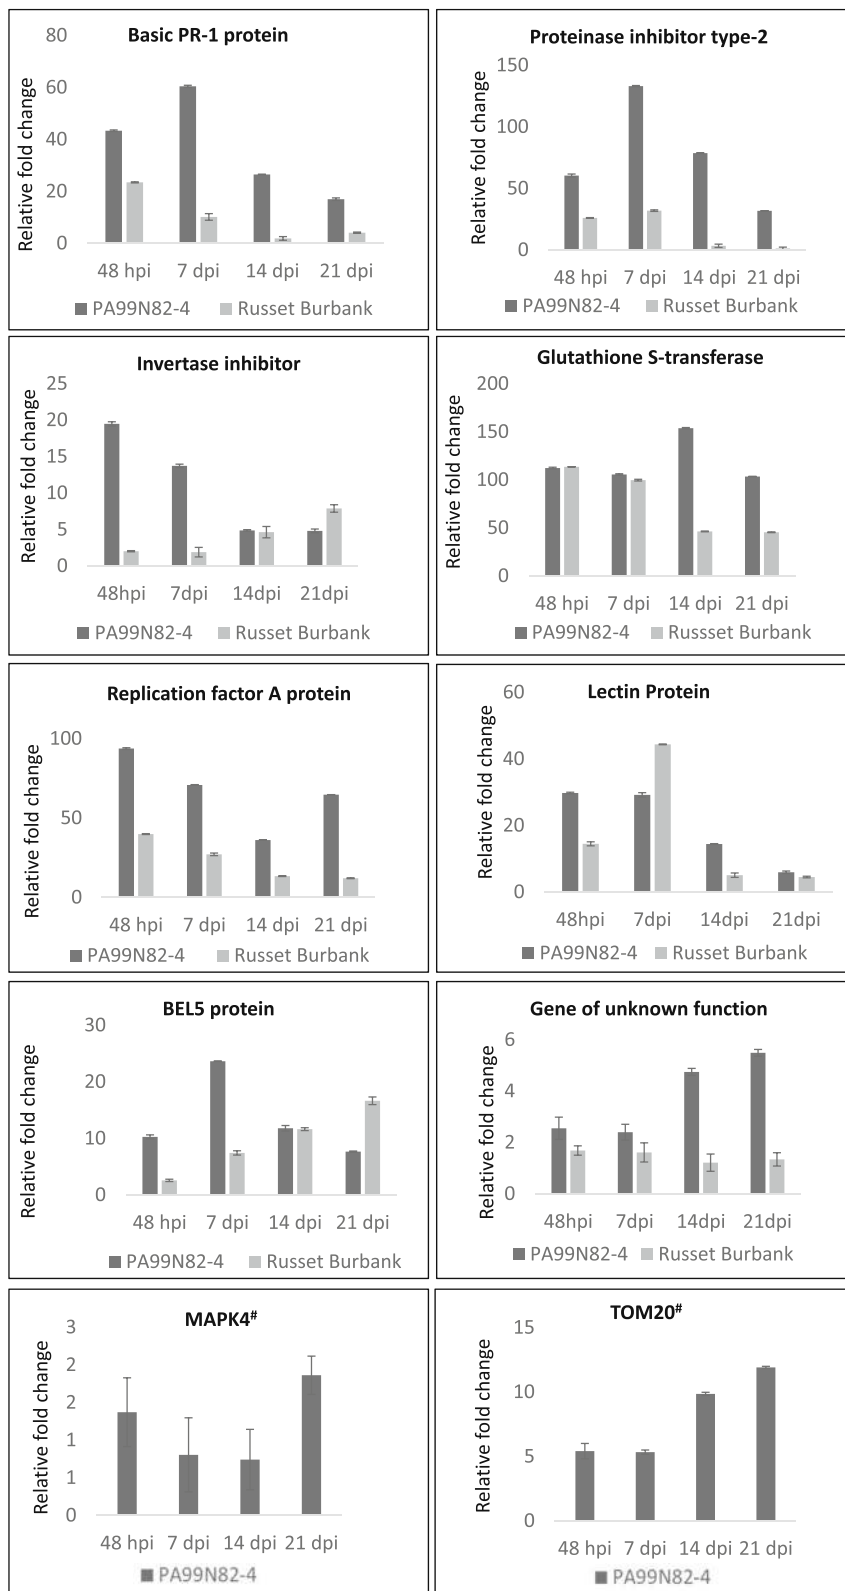 Basic PR-1 protein
Relative fold change
80
60
40
20
0
48 hpi 7 dpi 14 dpi 21 dpi
PA99N82-4 Russet Burbank
Proteinase inhibitor type-2
Relative fold change
150
100
50
0
48 hpi 7 dpi 14 dpi 21 dpi
PA99N82-4 Russet Burbank
Invertase inhibitor
Relative fold change
25
20
15
10
5
0
48hpi 7dpi 14dpi 21dpi
PA99N82-4 Russet Burbank
Glutathione S-transferase
Relative fold change
200
150
100
50
0
48 hpi 7 dpi 14 dpi 21 dpi
PA99N82-4 Russset Burbank
Replication factor A protein
Relative fold change
100
50
0
48 hpi 7 dpi 14 dpi 21 dpi
PA99N82-4 Russet Burbank
Lectin Protein
Relative fold change
60
40
20
0
48hpi 7dpi 14dpi 21dpi
PA99N82-4 Russet Burbank
BEL5 protein
Relative fold change
30
20
10
0
48 hpi 7 dpi 14 dpi 21 dpi
PA99N82-4 Russet Burbank
Gene of unknown function
Relative fold change
6
4
2
0
48hpi 7dpi 14dpi 21dpi
PA99N82-4 Russet Burbank
MAPK4#
Relative fold change
3
2
2
1
1
0
48 hpi 7 dpi 14 dpi 21 dpi
PA99N82-4
TOM20#
Relative fold change
15
10
5
0
48 hpi 7 dpi 14 dpi 21 dpi
PA99N82-4